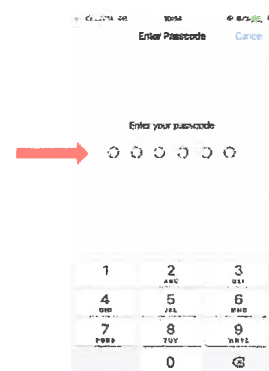 Enter Passcode Cancel
Enter your passcode
1 2 3
ABC DEF
4 5 6
GHI JKL MNO
7 8 9
PQRS TUV WXYZ
0